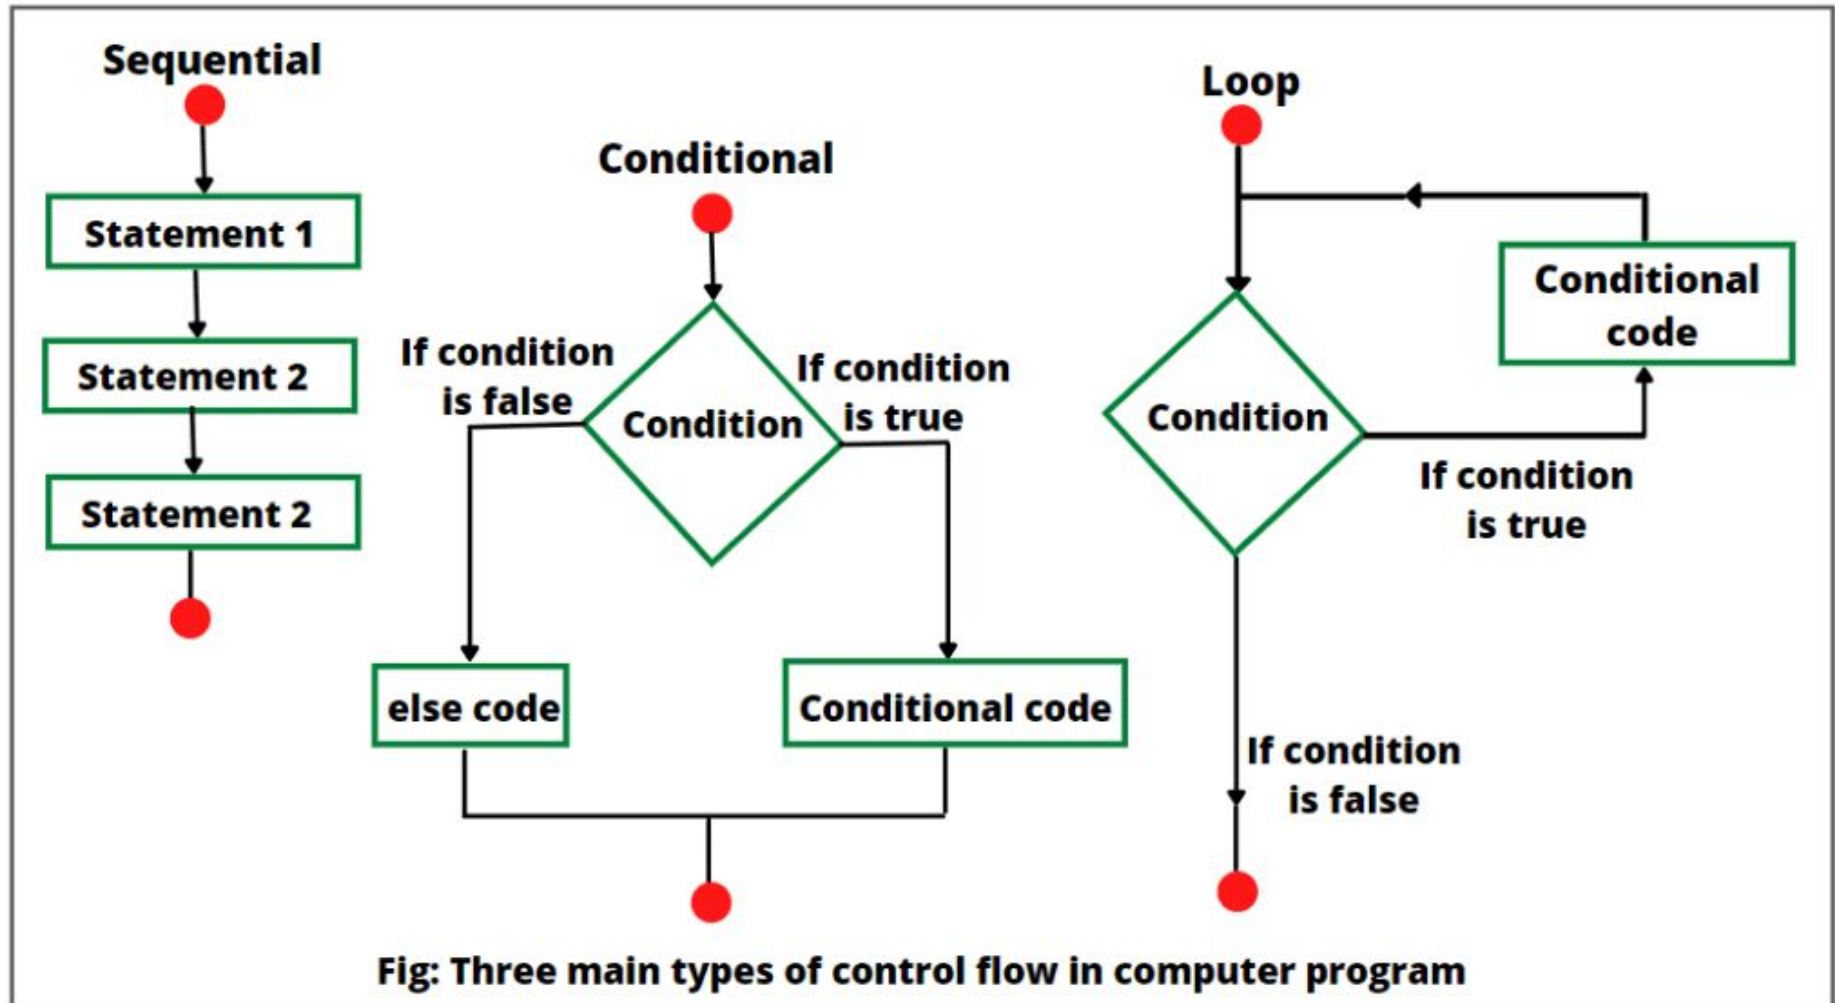 Sequential
Statement 1
Statement 2
Statement 2
Conditional
If condition
is false
Condition
If condition
is true
else code
Conditional code
Loop
Conditional
code
Condition
If condition
is true
If condition
is false
Fig: Three main types of control flow in computer program